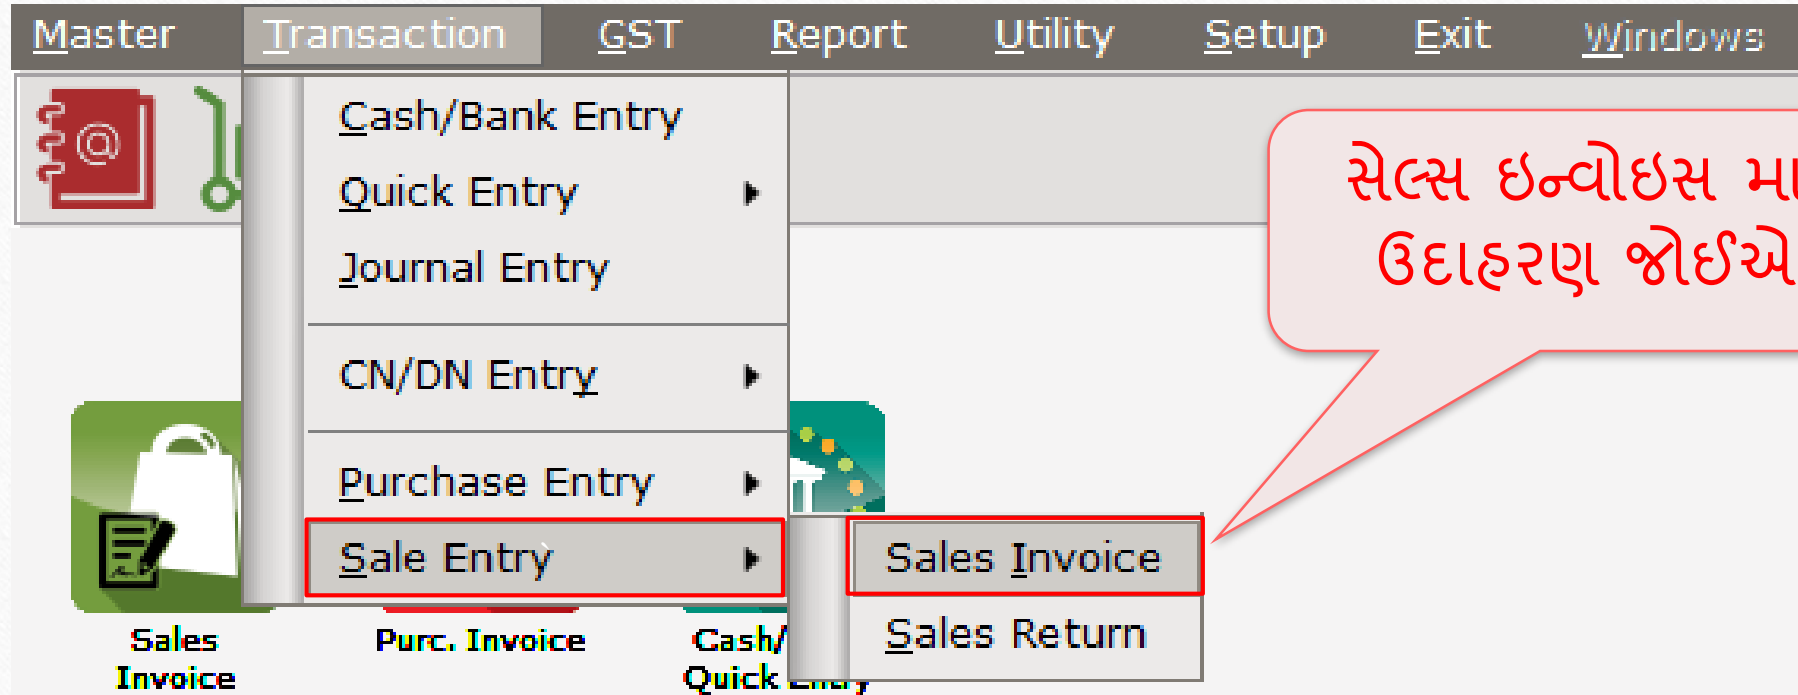 Master Transaction GST Report Utility Setup Exit Windows
Cash/Bank Entry
Quick Entry
Journal Entry
CN/DN Entry
Purchase Entry
Sale Entry
Sales Invoice
Sales Return
સેલ્સ ઇન્વોઇસ
ઉદાહરણ જોઈએ
Sales
Invoice
Purc. Invoice
Cash/
Quick Entry
@